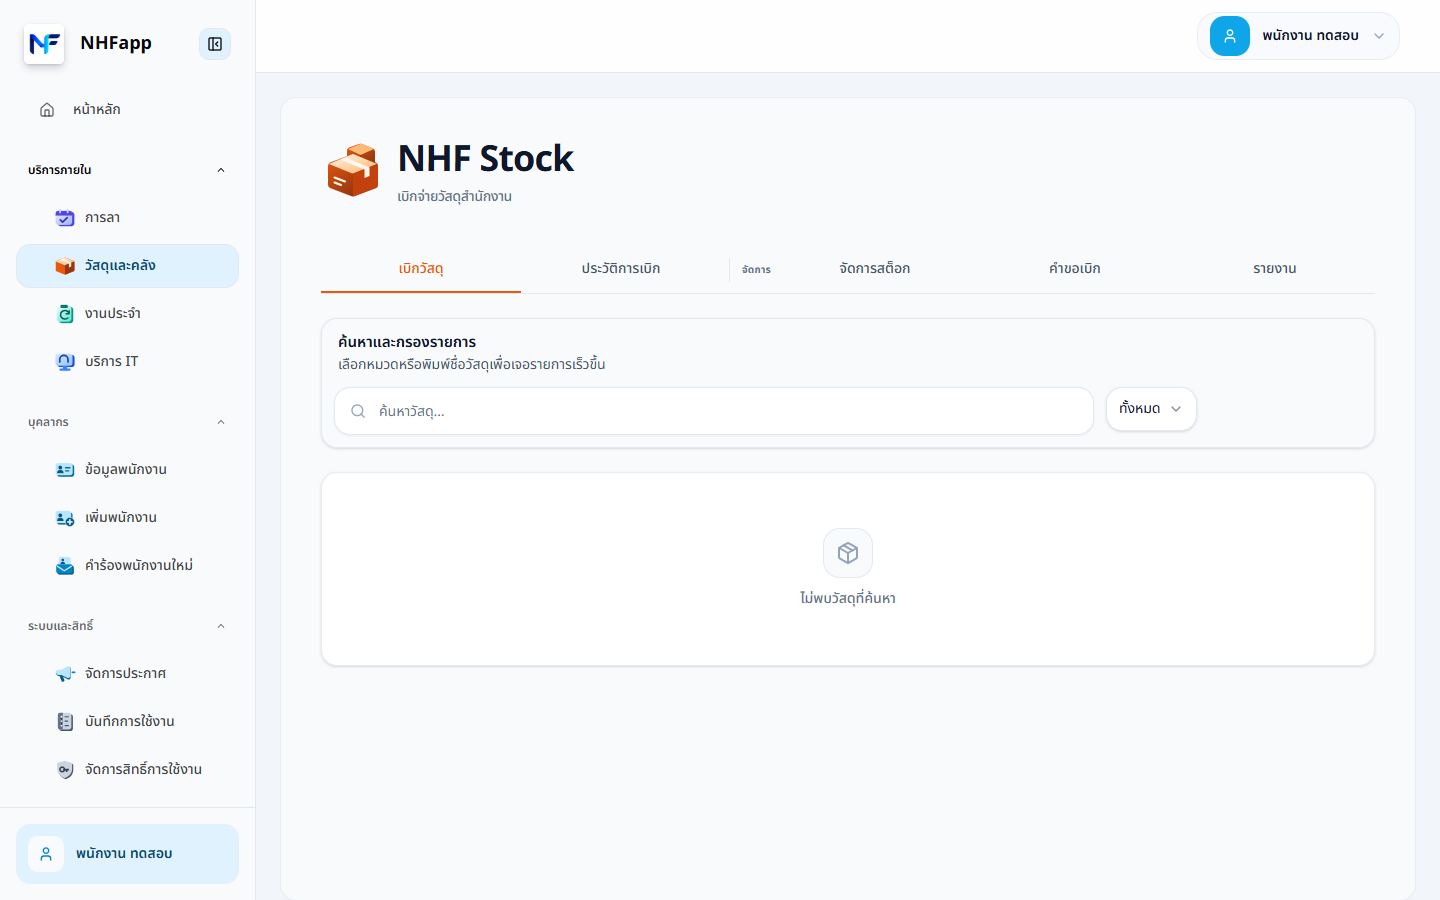 NHFapp
หน้าหลัก
บริการภายใน
การลา
วัสดุและคลัง
งานประจำ
บริการ IT
บุคลากร
ข้อมูลพนักงาน
เพิ่มพนักงาน
คำร้องพนักงานใหม่
ระบบและสิทธิ์
จัดการประกาศ
บันทึกการใช้งาน
จัดการสิทธิ์การใช้งาน
พนักงาน ทดสอบ
พนักงาน ทดสอบ
NHF Stock
เบิกจ่ายวัสดุสำนักงาน
เบิกวัสดุ
ประวัติการเบิก
จัดการ
จัดการสต็อก
คำขอเบิก
รายงาน
ค้นหาและกรองรายการ
เลือกหมวดหรือพิมพ์ชื่อวัสดุเพื่อเจอรายการเร็วขึ้น
ค้นหาวัสดุ...
ทั้งหมด
ไม่พบวัสดุที่ค้นหา